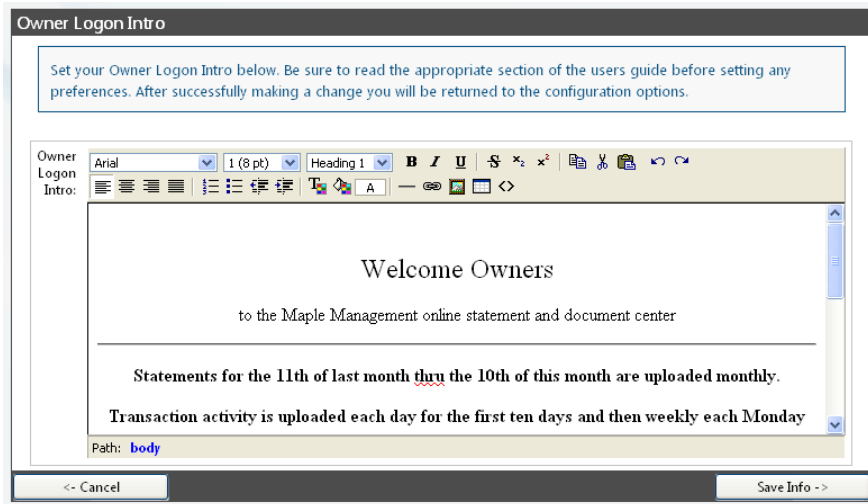 Owner Logon Intro
Set your Owner Logon Intro below. Be sure to read the appropriate section of the users guide before setting any
preferences. After successfully making a change you will be returned to the configuration options.
Owner
Logon
Intro:
Arial 1 (8 pt) Heading 1 B I U S x₂ x²
A
Welcome Owners
to the Maple Management online statement and document center
Statements for the 11th of last month thru the 10th of this month are uploaded monthly.
Transaction activity is uploaded each day for the first ten days and then weekly each Monday
Path: body
<- Cancel
Save Info ->